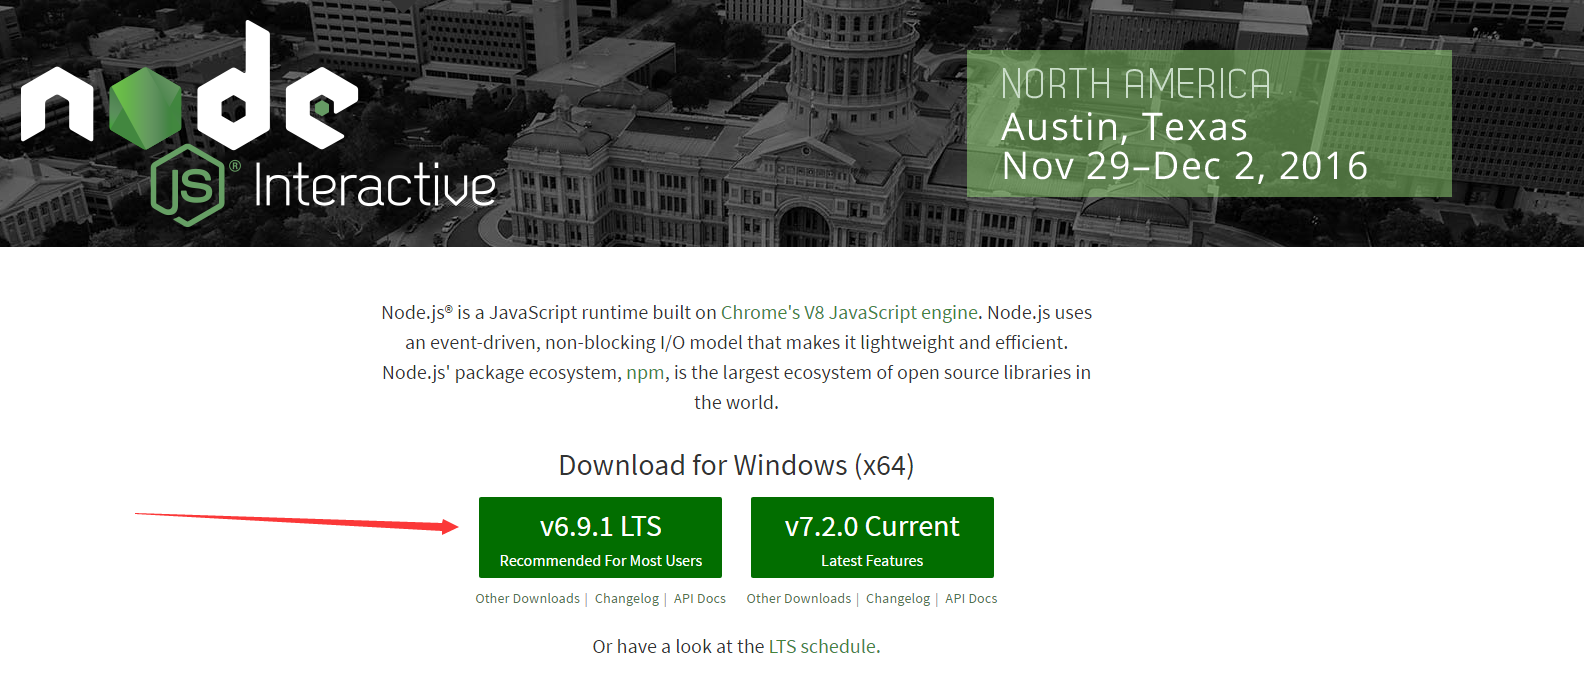 node
JS® Interactive
NORTH AMERICA
Austin, Texas
Nov 29–Dec 2, 2016
Node.js® is a JavaScript runtime built on Chrome's V8 JavaScript engine. Node.js uses
an event-driven, non-blocking I/O model that makes it lightweight and efficient.
Node.js' package ecosystem, npm, is the largest ecosystem of open source libraries in
the world.
Download for Windows (x64)
v6.9.1 LTS
Recommended For Most Users
v7.2.0 Current
Latest Features
Other Downloads | Changelog | API Docs
Other Downloads | Changelog | API Docs
Or have a look at the LTS schedule.